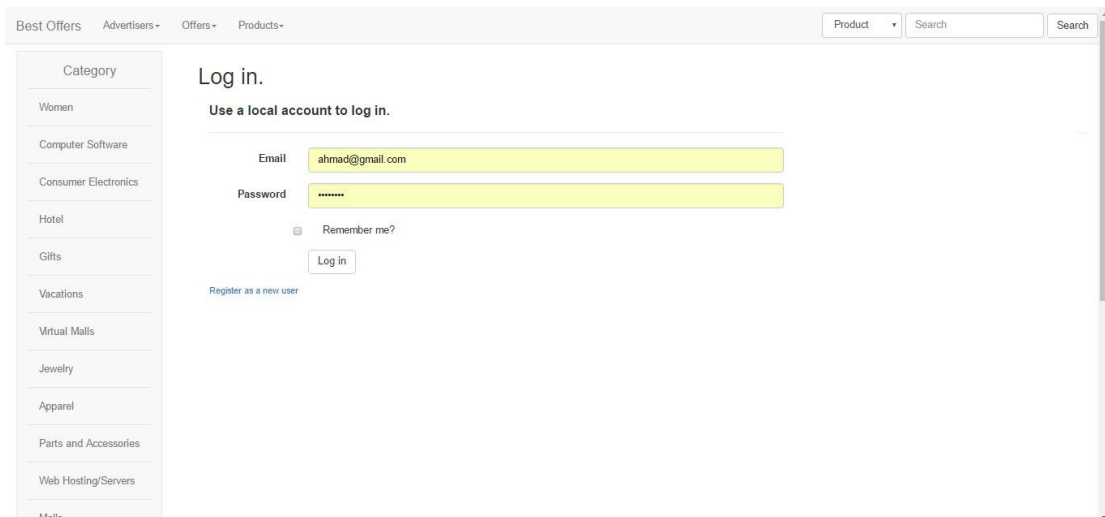 Best Offers Advertisers Offers Products Product Search Search
Category
Women
Computer Software
Consumer Electronics
Hotel
Gifts
Vacations
Virtual Malls
Jewelry
Apparel
Parts and Accessories
Web Hosting/Servers
Malls
Log in.
Use a local account to log in.
Email ahmad@gmail.com
Password ••••••••
Remember me?
Log in
Register as a new user